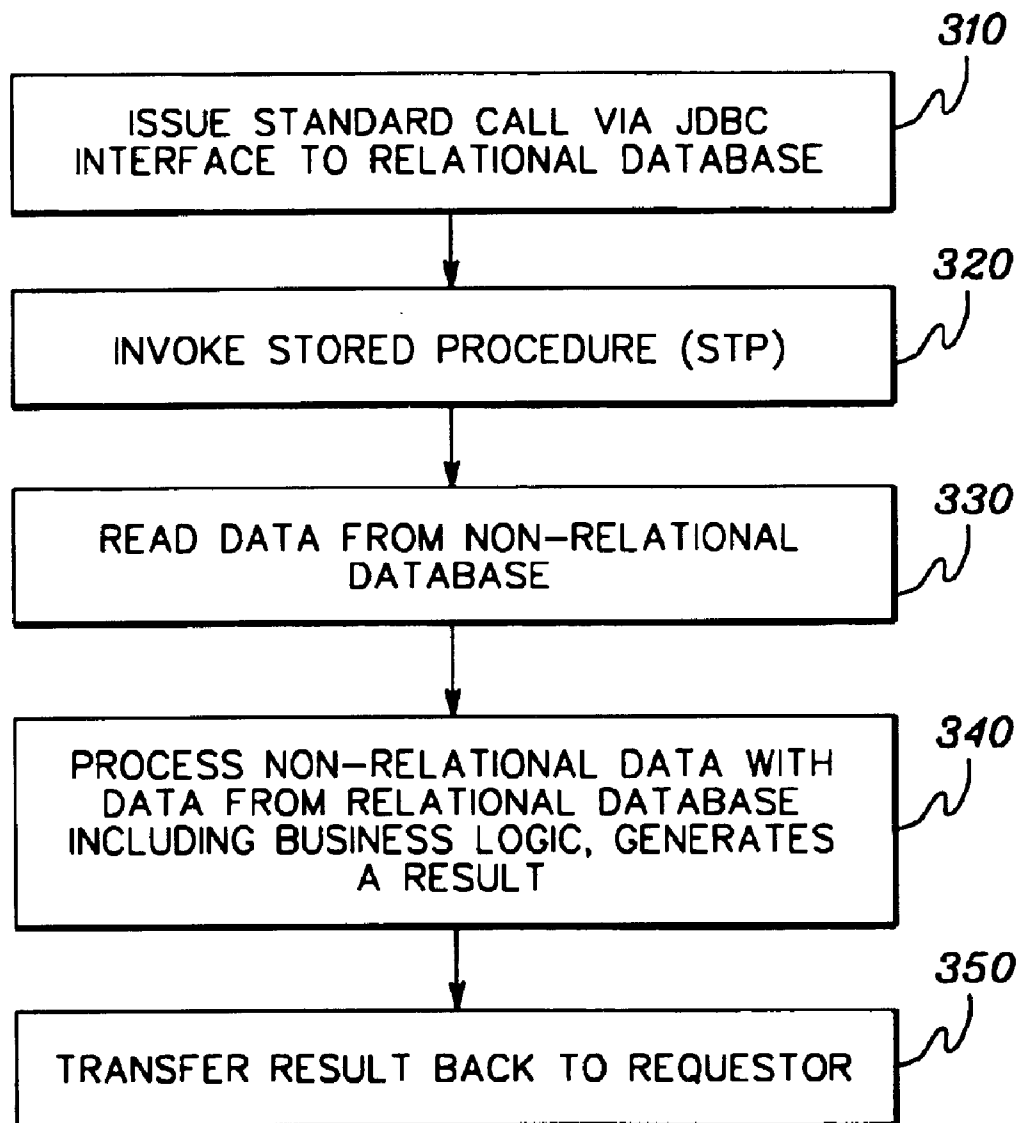 310
ISSUE STANDARD CALL VIA JDBC
INTERFACE TO RELATIONAL DATABASE
320
INVOKE STORED PROCEDURE (STP)
330
READ DATA FROM NON-RELATIONAL
DATABASE
340
PROCESS NON-RELATIONAL DATA WITH
DATA FROM RELATIONAL DATABASE
INCLUDING BUSINESS LOGIC, GENERATES
A RESULT
350
TRANSFER RESULT BACK TO REQUESTOR